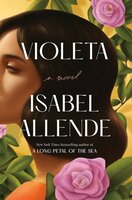 VIOLETA
a novel
ISABEL
ALLENDE
New York Times bestselling author of
A LONG PETAL OF THE SEA